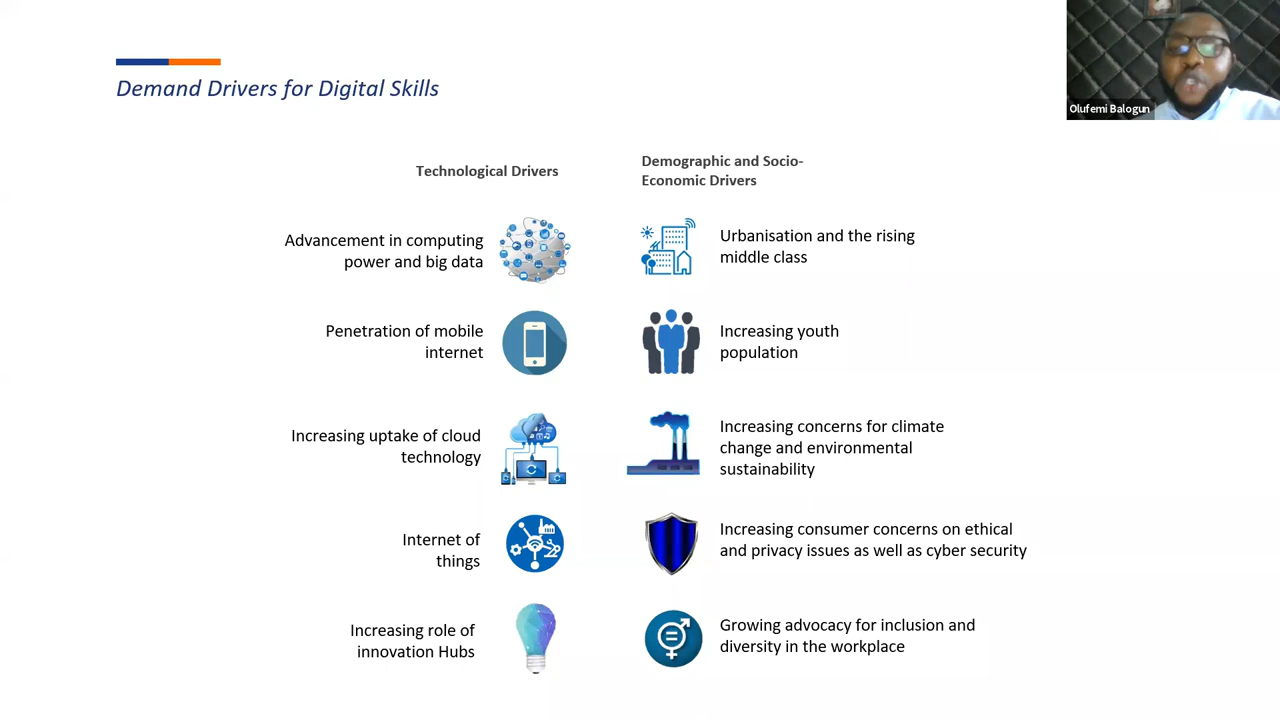 Demand Drivers for Digital Skills
Olufemi Balogun
Technological Drivers
Advancement in computing
power and big data
Penetration of mobile
internet
Increasing uptake of cloud
technology
Internet of
things
Increasing role of
innovation Hubs
Demographic and Socio-
Economic Drivers
Urbanisation and the rising
middle class
Increasing youth
population
Increasing concerns for climate
change and environmental
sustainability
Increasing consumer concerns on ethical
and privacy issues as well as cyber security
Growing advocacy for inclusion and
diversity in the workplace